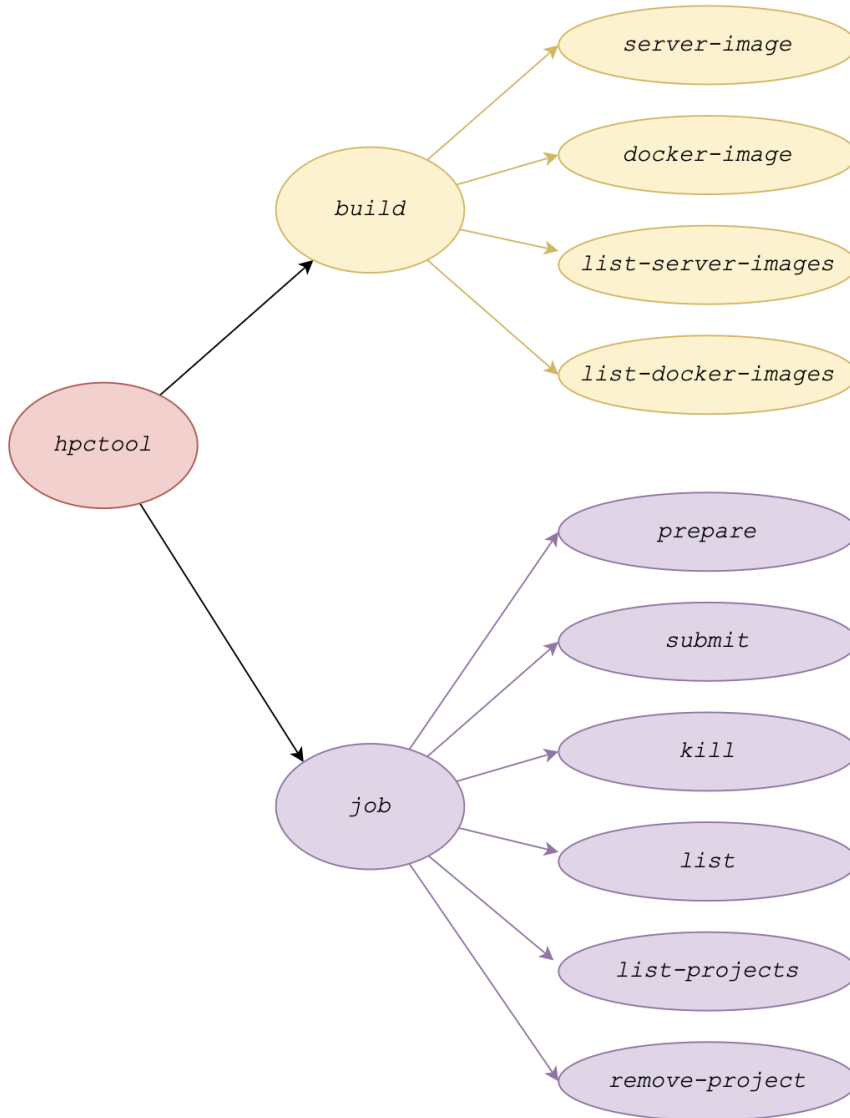 server-image
docker-image
build
list-server-images
list-docker-images
hpctool
prepare
submit
kill
job
list
list-projects
remove-project